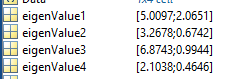 eigenValue1 [5.0097;2.0651]
eigenValue2 [3.2678;0.6742]
eigenValue3 [6.8743;0.9944]
eigenValue4 [2.1038;0.4646]